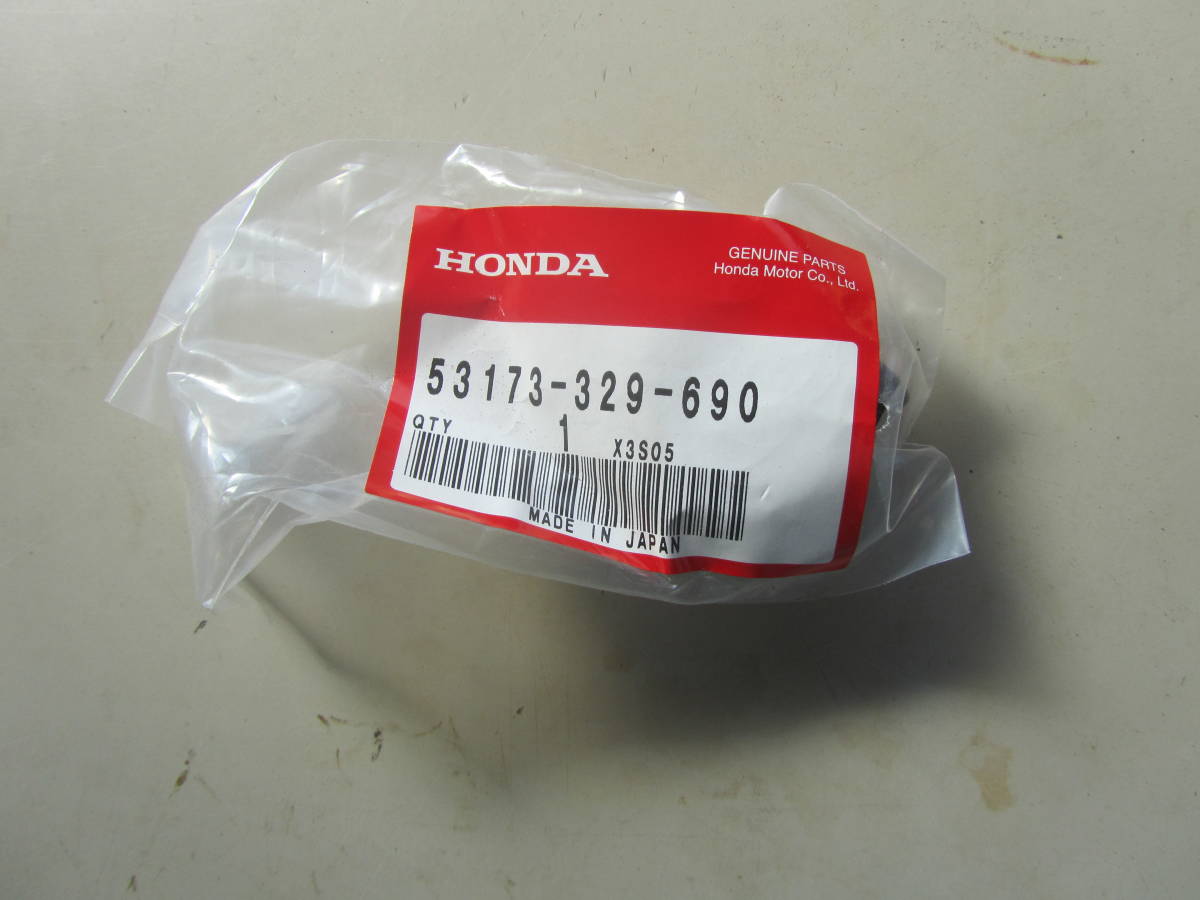 HONDA
GENUINE PARTS
Honda Motor Co., Ltd.
53173-329-690
QTY 1 X3S05
MADE IN JAPAN